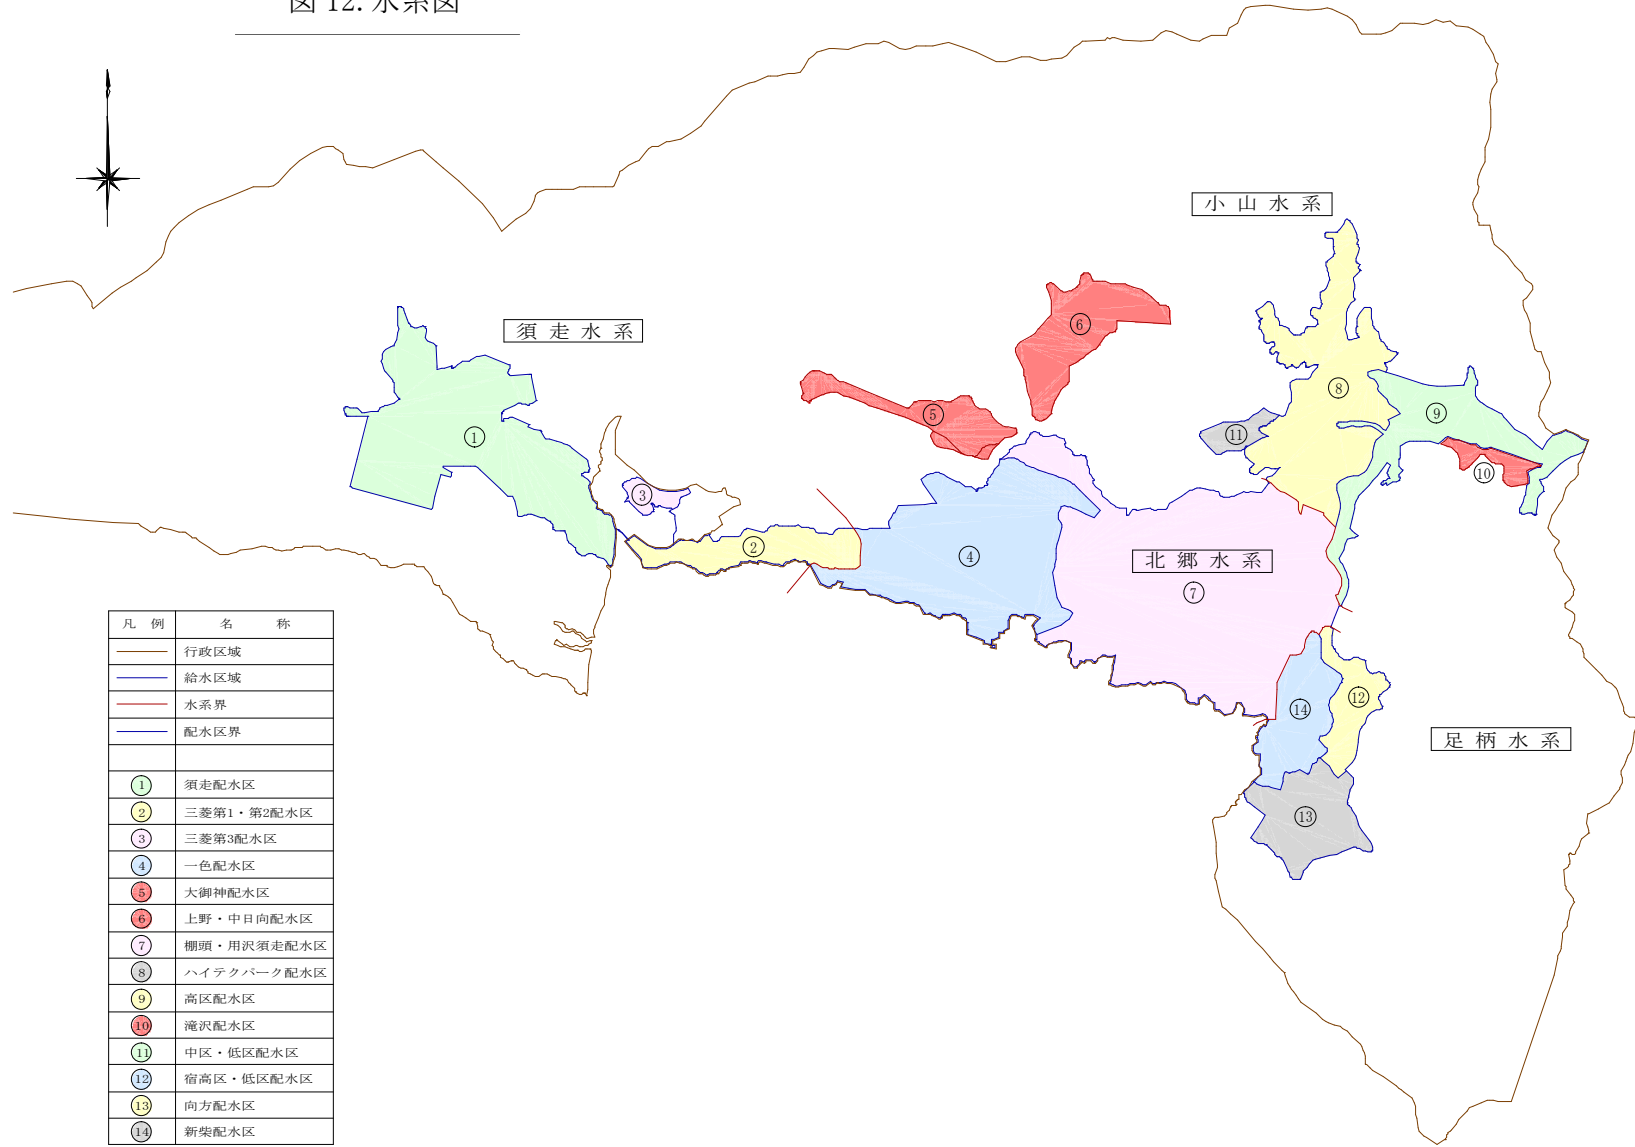 図 12. 水系図
小山水系
須走水系
北郷水系
足柄水系
1
2
3
4
5
6
7
8
9
10
11
12
13
14
凡例 名称
行政区域
給水区域
水系界
配水区界
1 須走配水区
2 三菱第1・第2配水区
3 三菱第3配水区
4 一色配水区
5 大御神配水区
6 上野・中日向配水区
7 棚頭・用沢須走配水区
8 ハイテクパーク配水区
9 高区配水区
10 滝沢配水区
11 中区・低区配水区
12 宿高区・低区配水区
13 向方配水区
14 新柴配水区